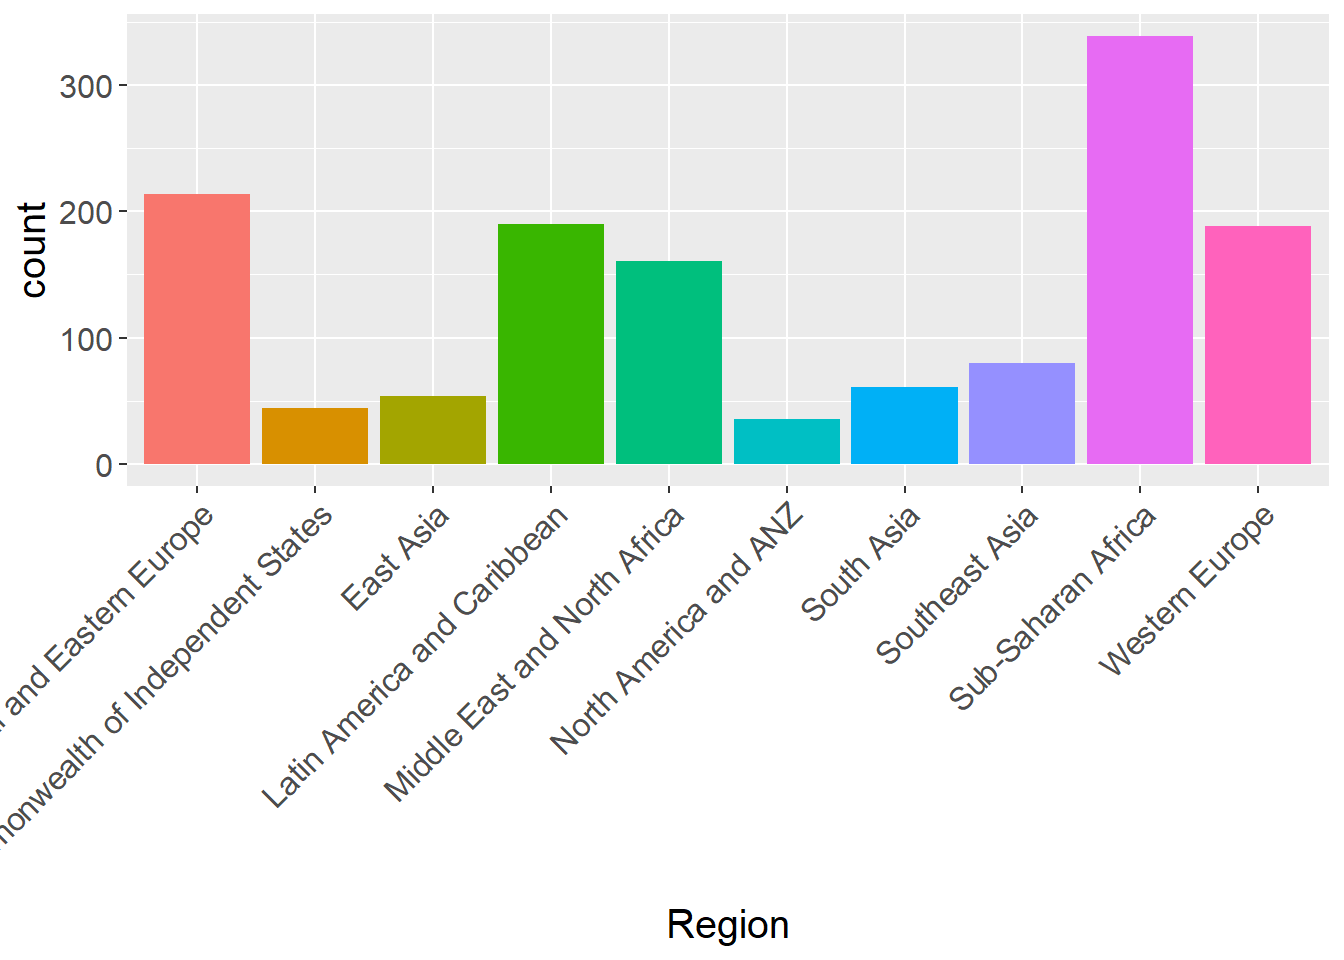 count
300
200
100
0
and Eastern Europe
of Independent States
East Asia
Latin America and Caribbean
Middle East and North Africa
North America and ANZ
South Asia
Southeast Asia
Sub-Saharan Africa
Western Europe
Region